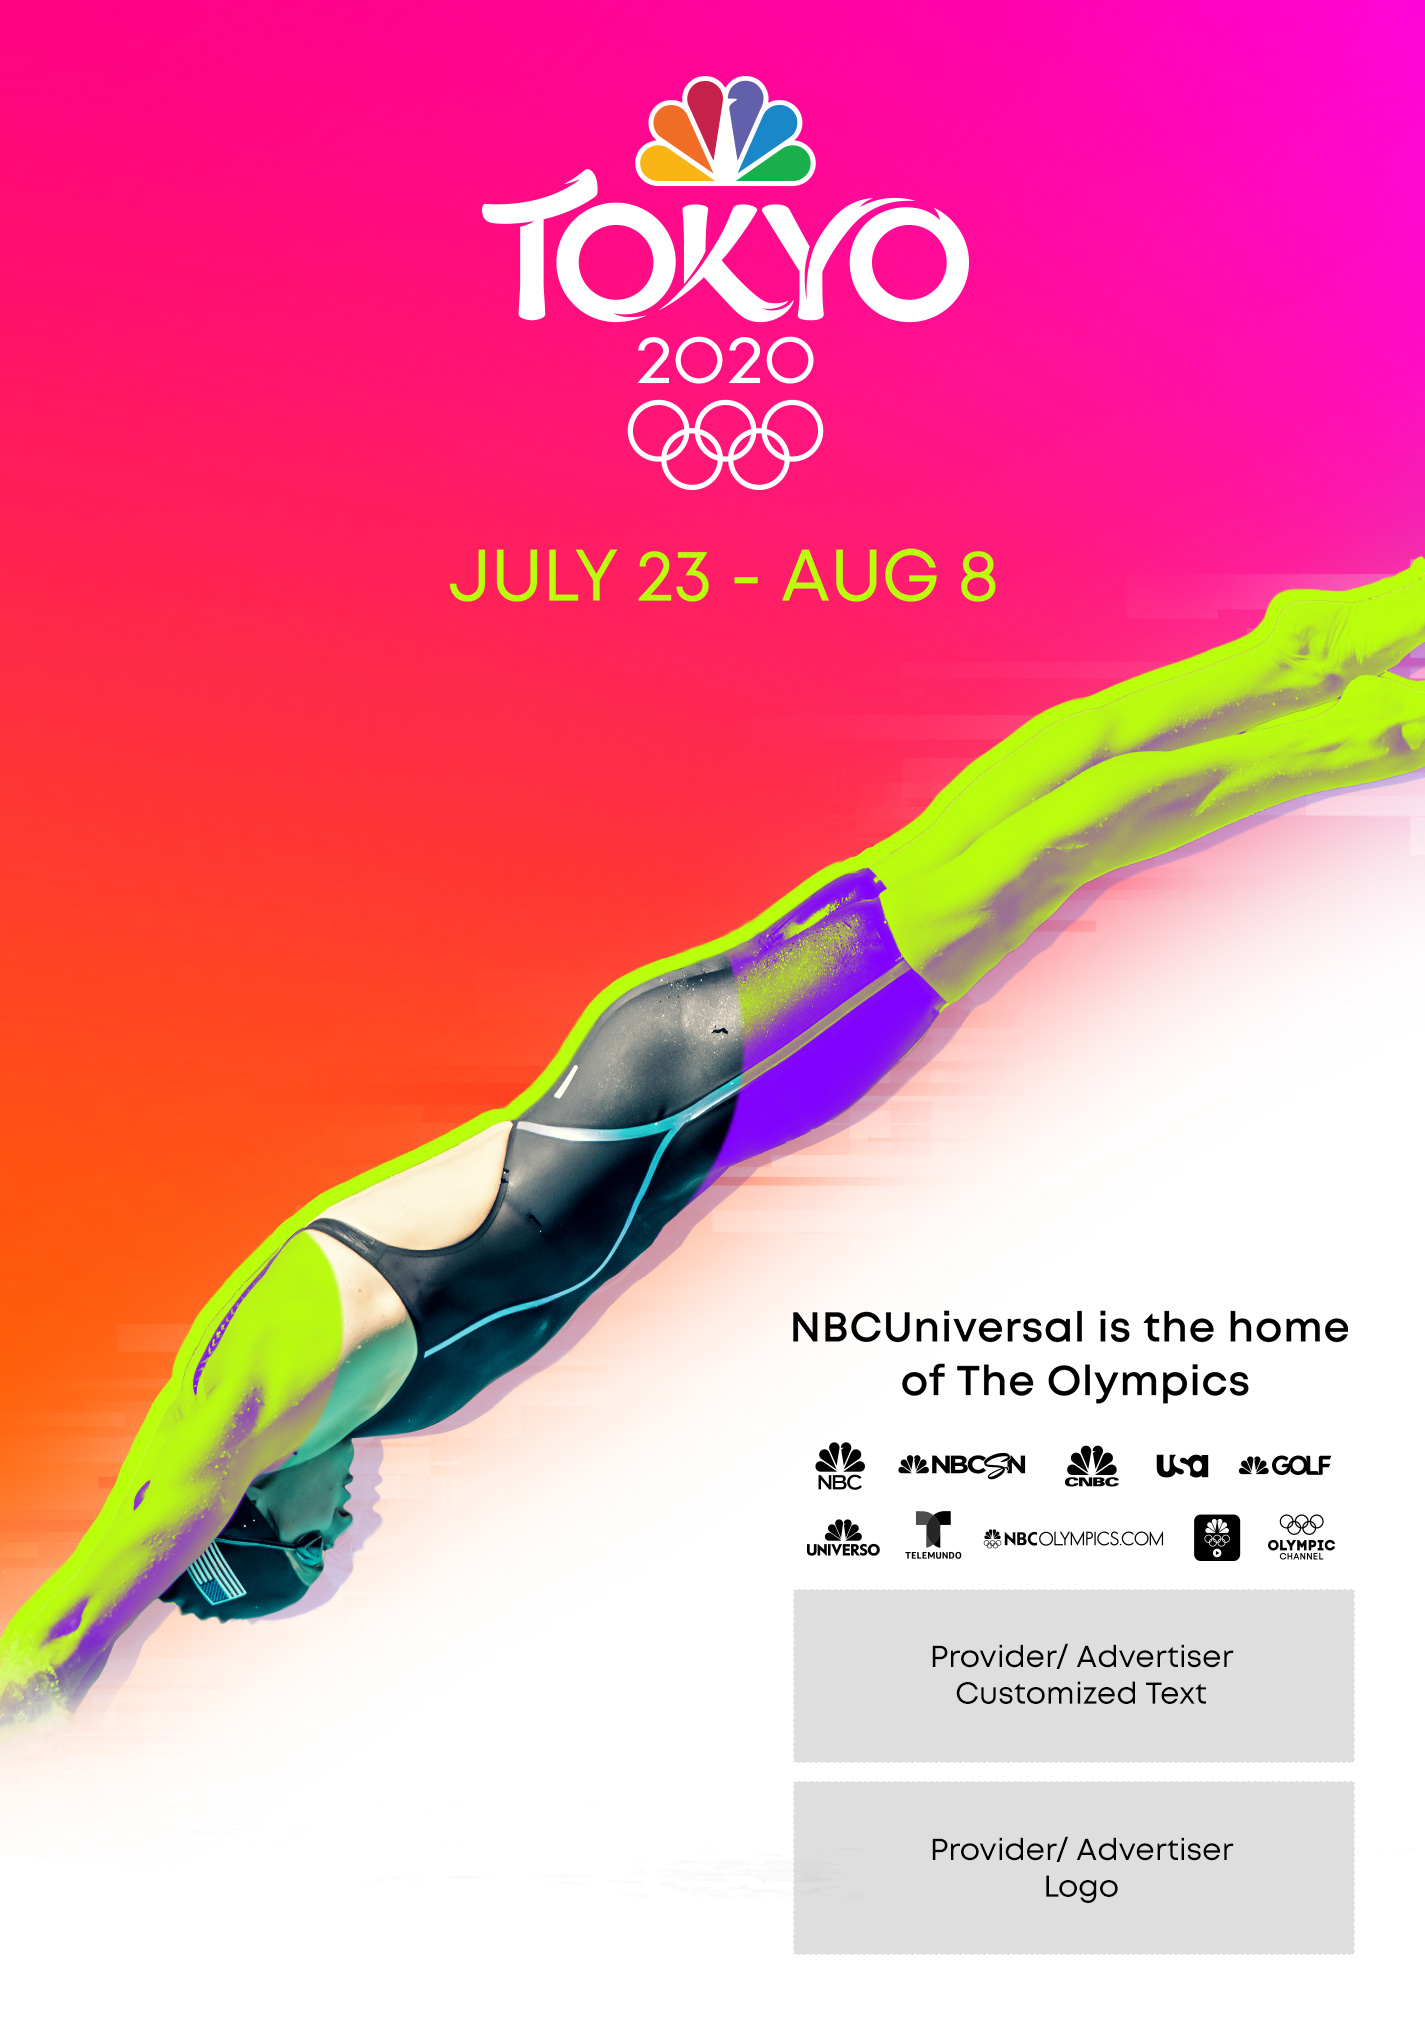 TOKYO
2020
JULY 23 - AUG 8
NBCUniversal is the home
of The Olympics
NBC NBCSN CNBC usa GOLF
UNIVERSO TELEMUNDO NBCOLYMPICS.COM OLYMPIC CHANNEL
Provider/ Advertiser
Customized Text
Provider/ Advertiser
Logo